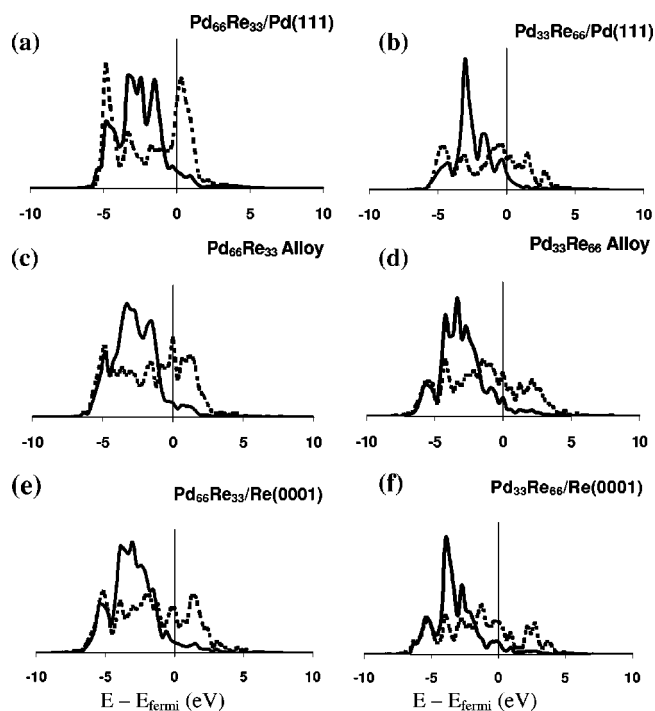 (a) Pd66Re33/Pd(111)
(b) Pd33Re66/Pd(111)
-10 -5 0 5 10
-10 -5 0 5 10
(c) Pd66Re33 Alloy
(d) Pd33Re66 Alloy
-10 -5 0 5 10
-10 -5 0 5 10
(e) Pd66Re33/Re(0001)
(f) Pd33Re66/Re(0001)
-10 -5 0 5 10
-10 -5 0 5 10
E – Efermi (eV)
E – Efermi (eV)